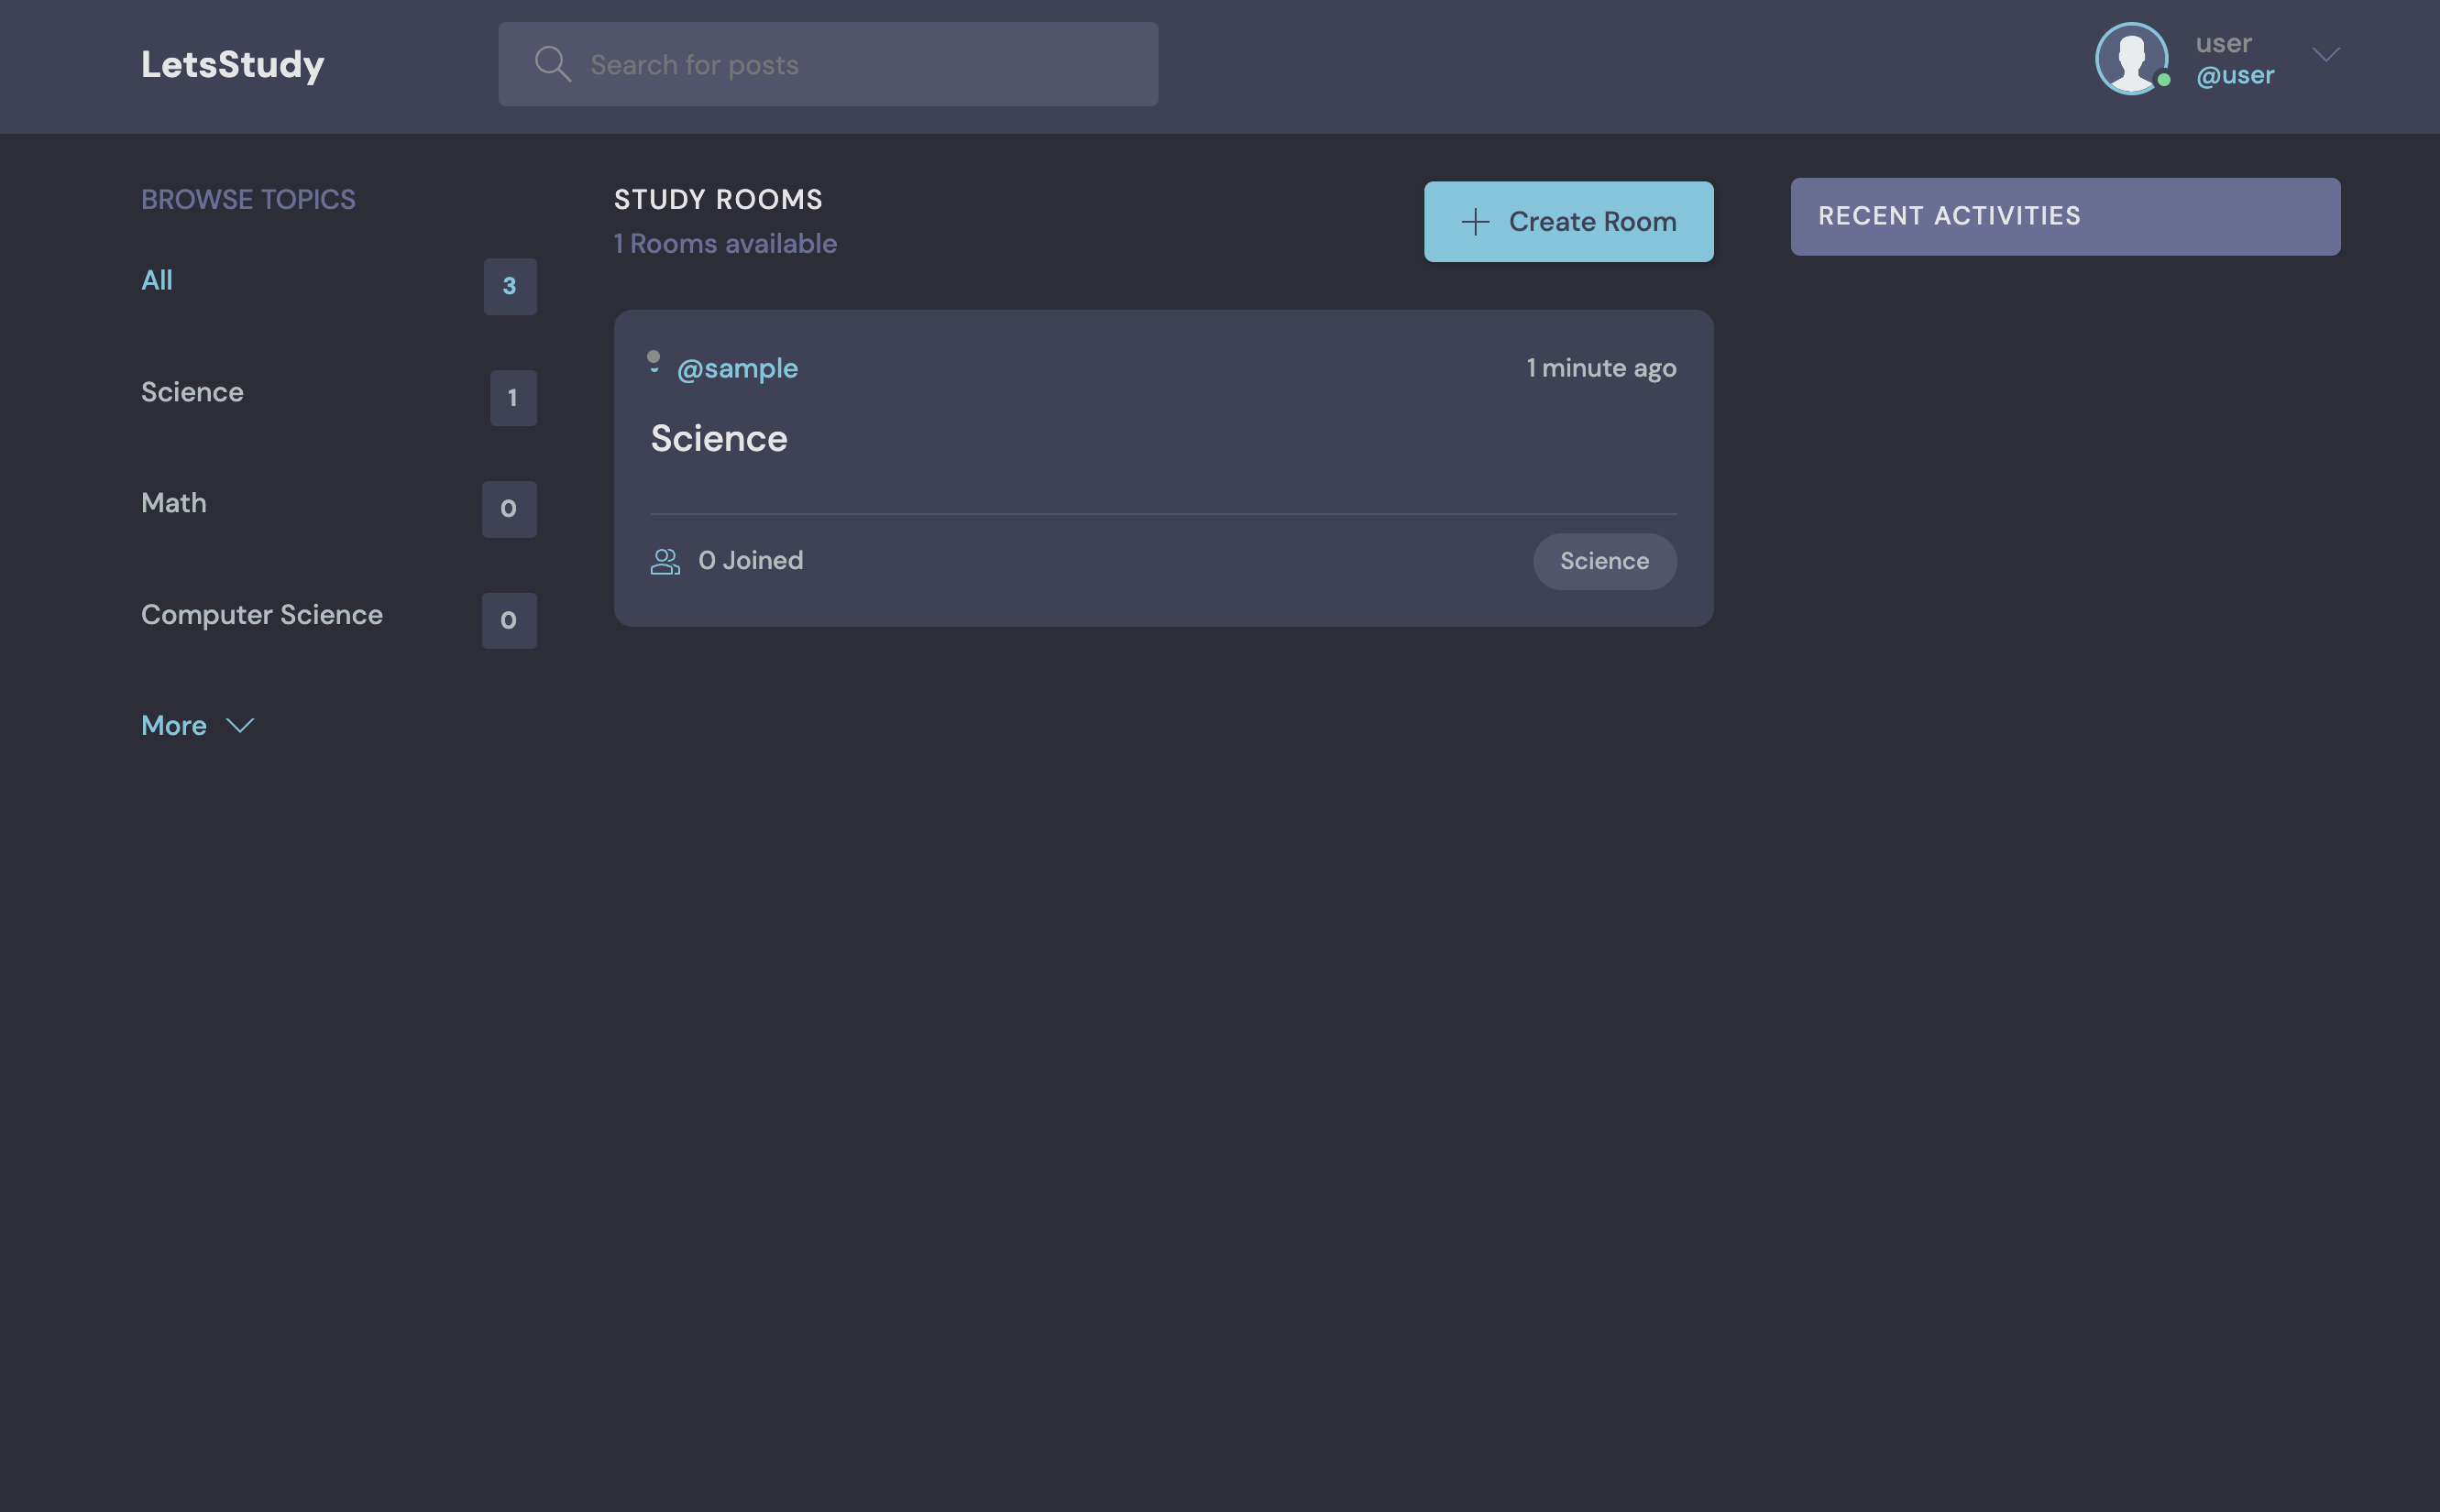 LetsStudy
Search for posts
user
@user
BROWSE TOPICS
All 3
Science 1
Math 0
Computer Science 0
More
STUDY ROOMS
1 Rooms available
Create Room
@sample 1 minute ago
Science
0 Joined Science
RECENT ACTIVITIES